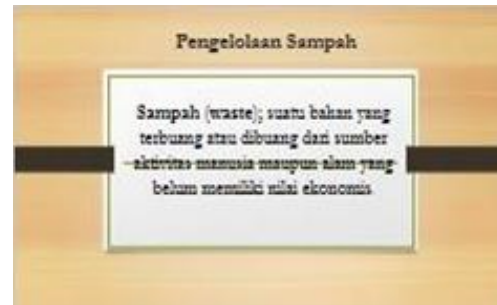 Pengelolaan Sampah
Sampah (waste); suatu bahan yang
terbuang atau dibuang dari sumber
aktivitas manusia maupun alam yang
belum memiliki nilai ekonomis